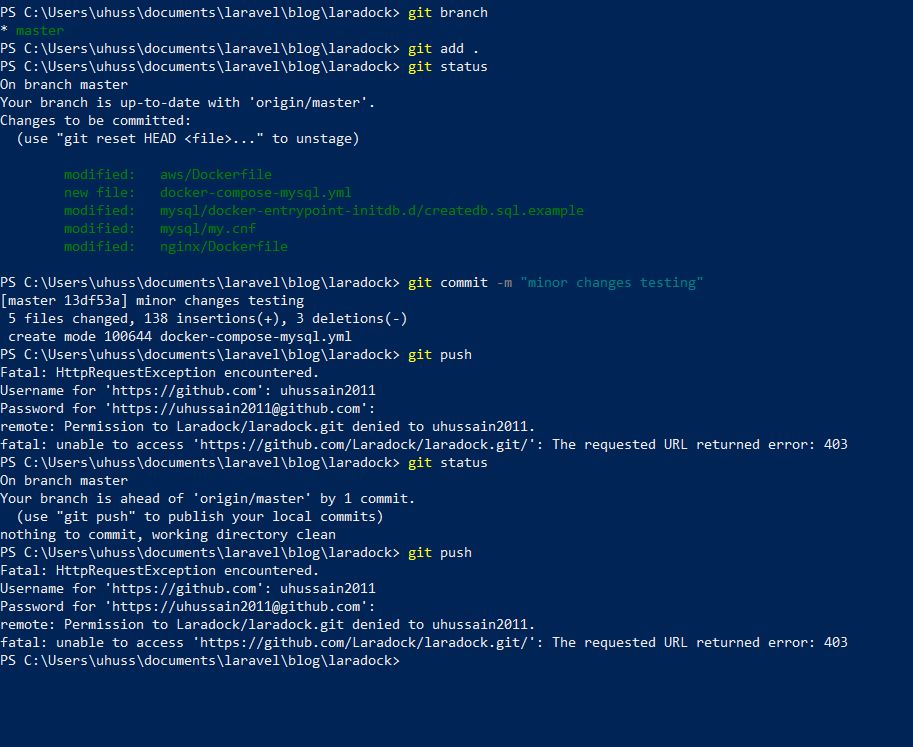 PS C:\Users\uhuss\documents\laravel\blog\laradock> git branch
* master
PS C:\Users\uhuss\documents\laravel\blog\laradock> git add .
PS C:\Users\uhuss\documents\laravel\blog\laradock> git status
On branch master
Your branch is up-to-date with 'origin/master'.
Changes to be committed:
  (use "git reset HEAD <file>..." to unstage)

        modified:   aws/Dockerfile
        new file:   docker-compose-mysql.yml
        modified:   mysql/docker-entrypoint-initdb.d/createdb.sql.example
        modified:   mysql/my.cnf
        modified:   nginx/Dockerfile

PS C:\Users\uhuss\documents\laravel\blog\laradock> git commit -m "minor changes testing"
[master 13df53a] minor changes testing
 5 files changed, 138 insertions(+), 3 deletions(-)
 create mode 100644 docker-compose-mysql.yml
PS C:\Users\uhuss\documents\laravel\blog\laradock> git push
Fatal: HttpRequestException encountered.
Username for 'https://github.com': uhussain2011
Password for 'https://uhussain2011@github.com':
remote: Permission to Laradock/laradock.git denied to uhussain2011.
fatal: unable to access 'https://github.com/Laradock/laradock.git/': The requested URL returned error: 403
PS C:\Users\uhuss\documents\laravel\blog\laradock> git status
On branch master
Your branch is ahead of 'origin/master' by 1 commit.
  (use "git push" to publish your local commits)
nothing to commit, working directory clean
PS C:\Users\uhuss\documents\laravel\blog\laradock> git push
Fatal: HttpRequestException encountered.
Username for 'https://github.com': uhussain2011
Password for 'https://uhussain2011@github.com':
remote: Permission to Laradock/laradock.git denied to uhussain2011.
fatal: unable to access 'https://github.com/Laradock/laradock.git/': The requested URL returned error: 403
PS C:\Users\uhuss\documents\laravel\blog\laradock>